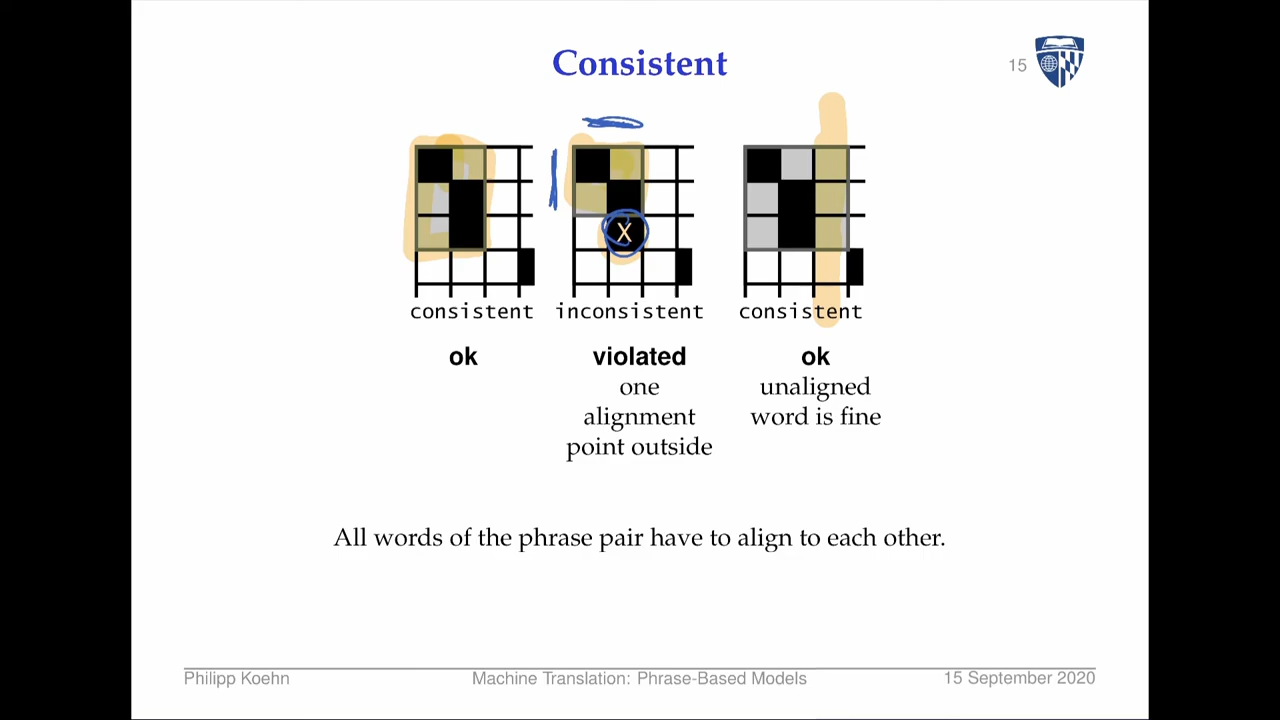 Consistent
15
X
consistent
inconsistent
consistent
ok
violated
one
alignment
point outside
ok
unaligned
word is fine
All words of the phrase pair have to align to each other.
Philipp Koehn
Machine Translation: Phrase-Based Models
15 September 2020